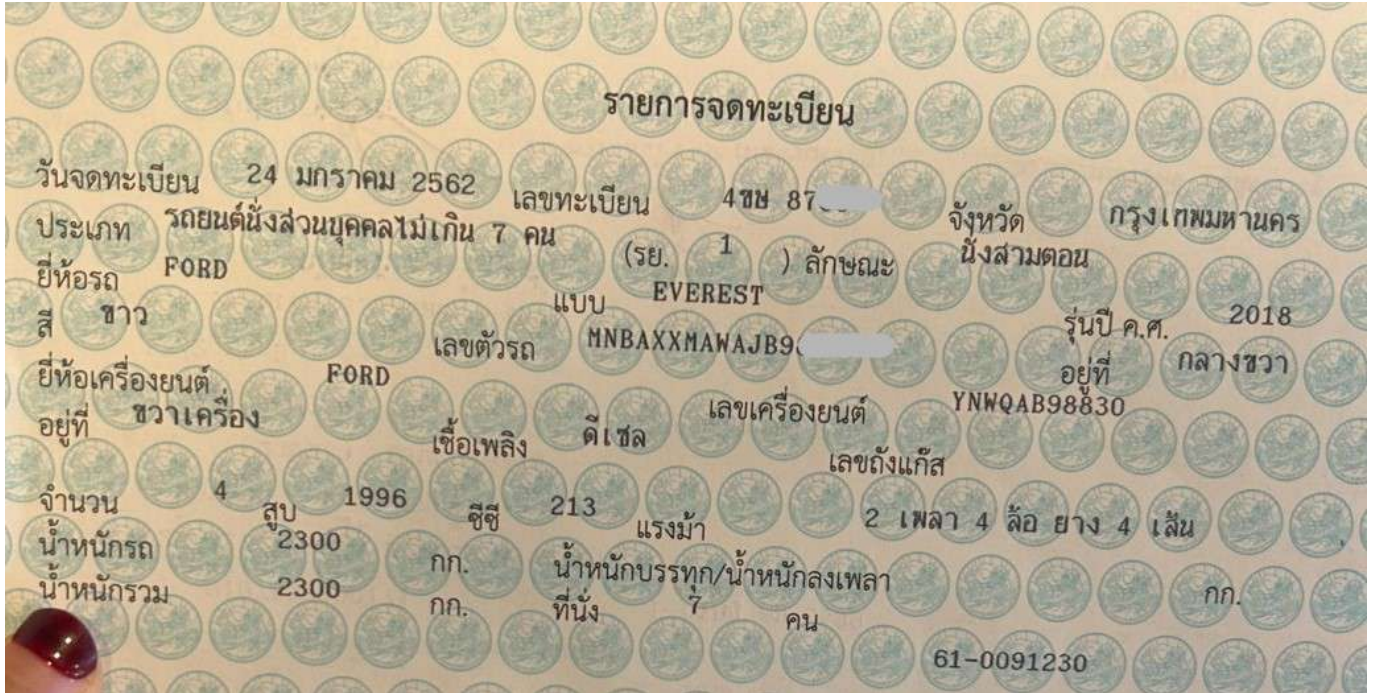 รายการจดทะเบียน
วันจดทะเบียน 24 มกราคม 2562 เลขทะเบียน 4ขษ 87 จังหวัด กรุงเทพมหานคร
ประเภท รถยนต์นั่งส่วนบุคคลไม่เกิน 7 คน (รย. 1 ) ลักษณะ นั่งสามตอน
ยี่ห้อรถ FORD แบบ EVEREST รุ่นปี ค.ศ. 2018
สี ขาว เลขตัวรถ MNBAXXMAWAJB9 อยู่ที่ กลางขวา
ยี่ห้อเครื่องยนต์ FORD เลขเครื่องยนต์ YNWQAB98830
อยู่ที่ ขวาเครื่อง เชื้อเพลิง ดีเซล เลขถังแก๊ส
จำนวน 4 สูบ 1996 ซีซี 213 แรงม้า 2 เพลา 4 ล้อ ยาง 4 เส้น
น้ำหนักรถ 2300 กก. น้ำหนักบรรทุก/น้ำหนักลงเพลา กก.
น้ำหนักรวม 2300 กก. ที่นั่ง 7 คน
61-0091230